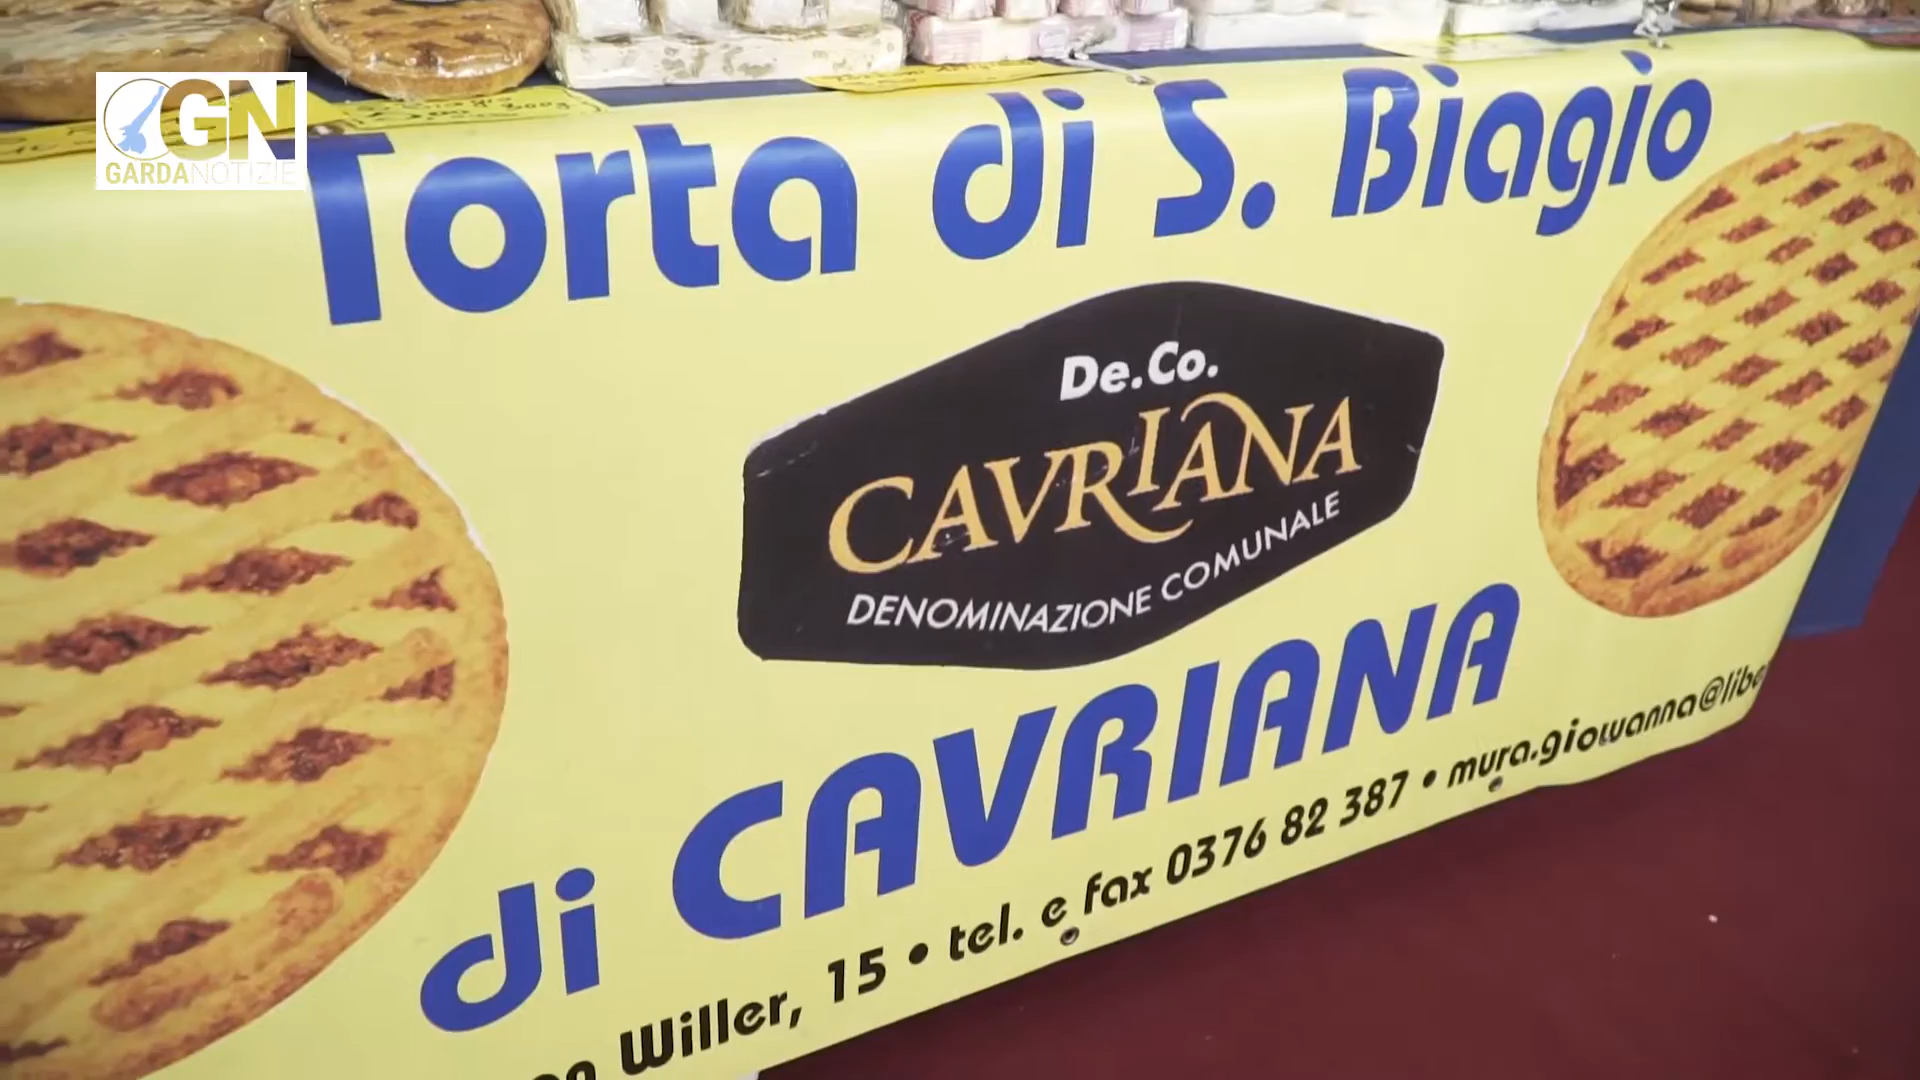 GN
GARDANOTIZIE
Torta di S. Biagio
De.Co.
CAVRIANA
DENOMINAZIONE COMUNALE
di CAVRIANA
Willer, 15 • tel. e fax 0376 82 387 • mura.giovanna@libe